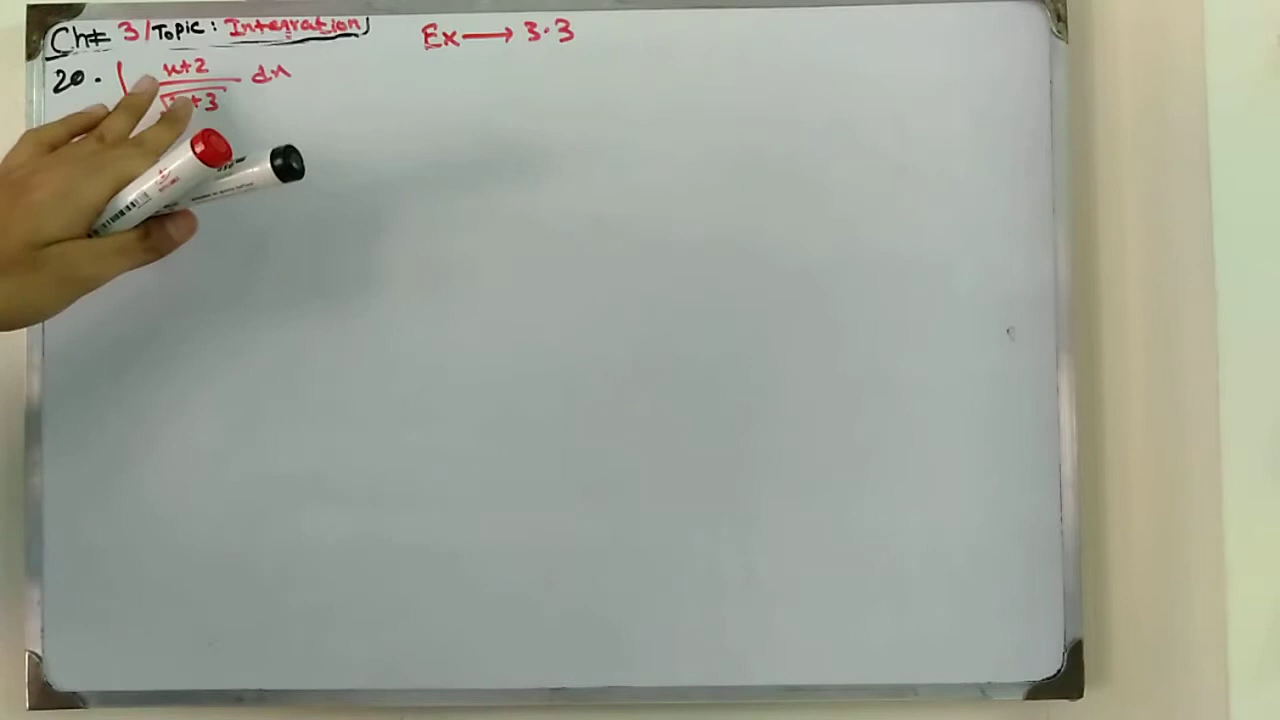 Ch# 3/Topic: Integration
Ex → 3.3
20. ∫ x+2 / √ +3 dx